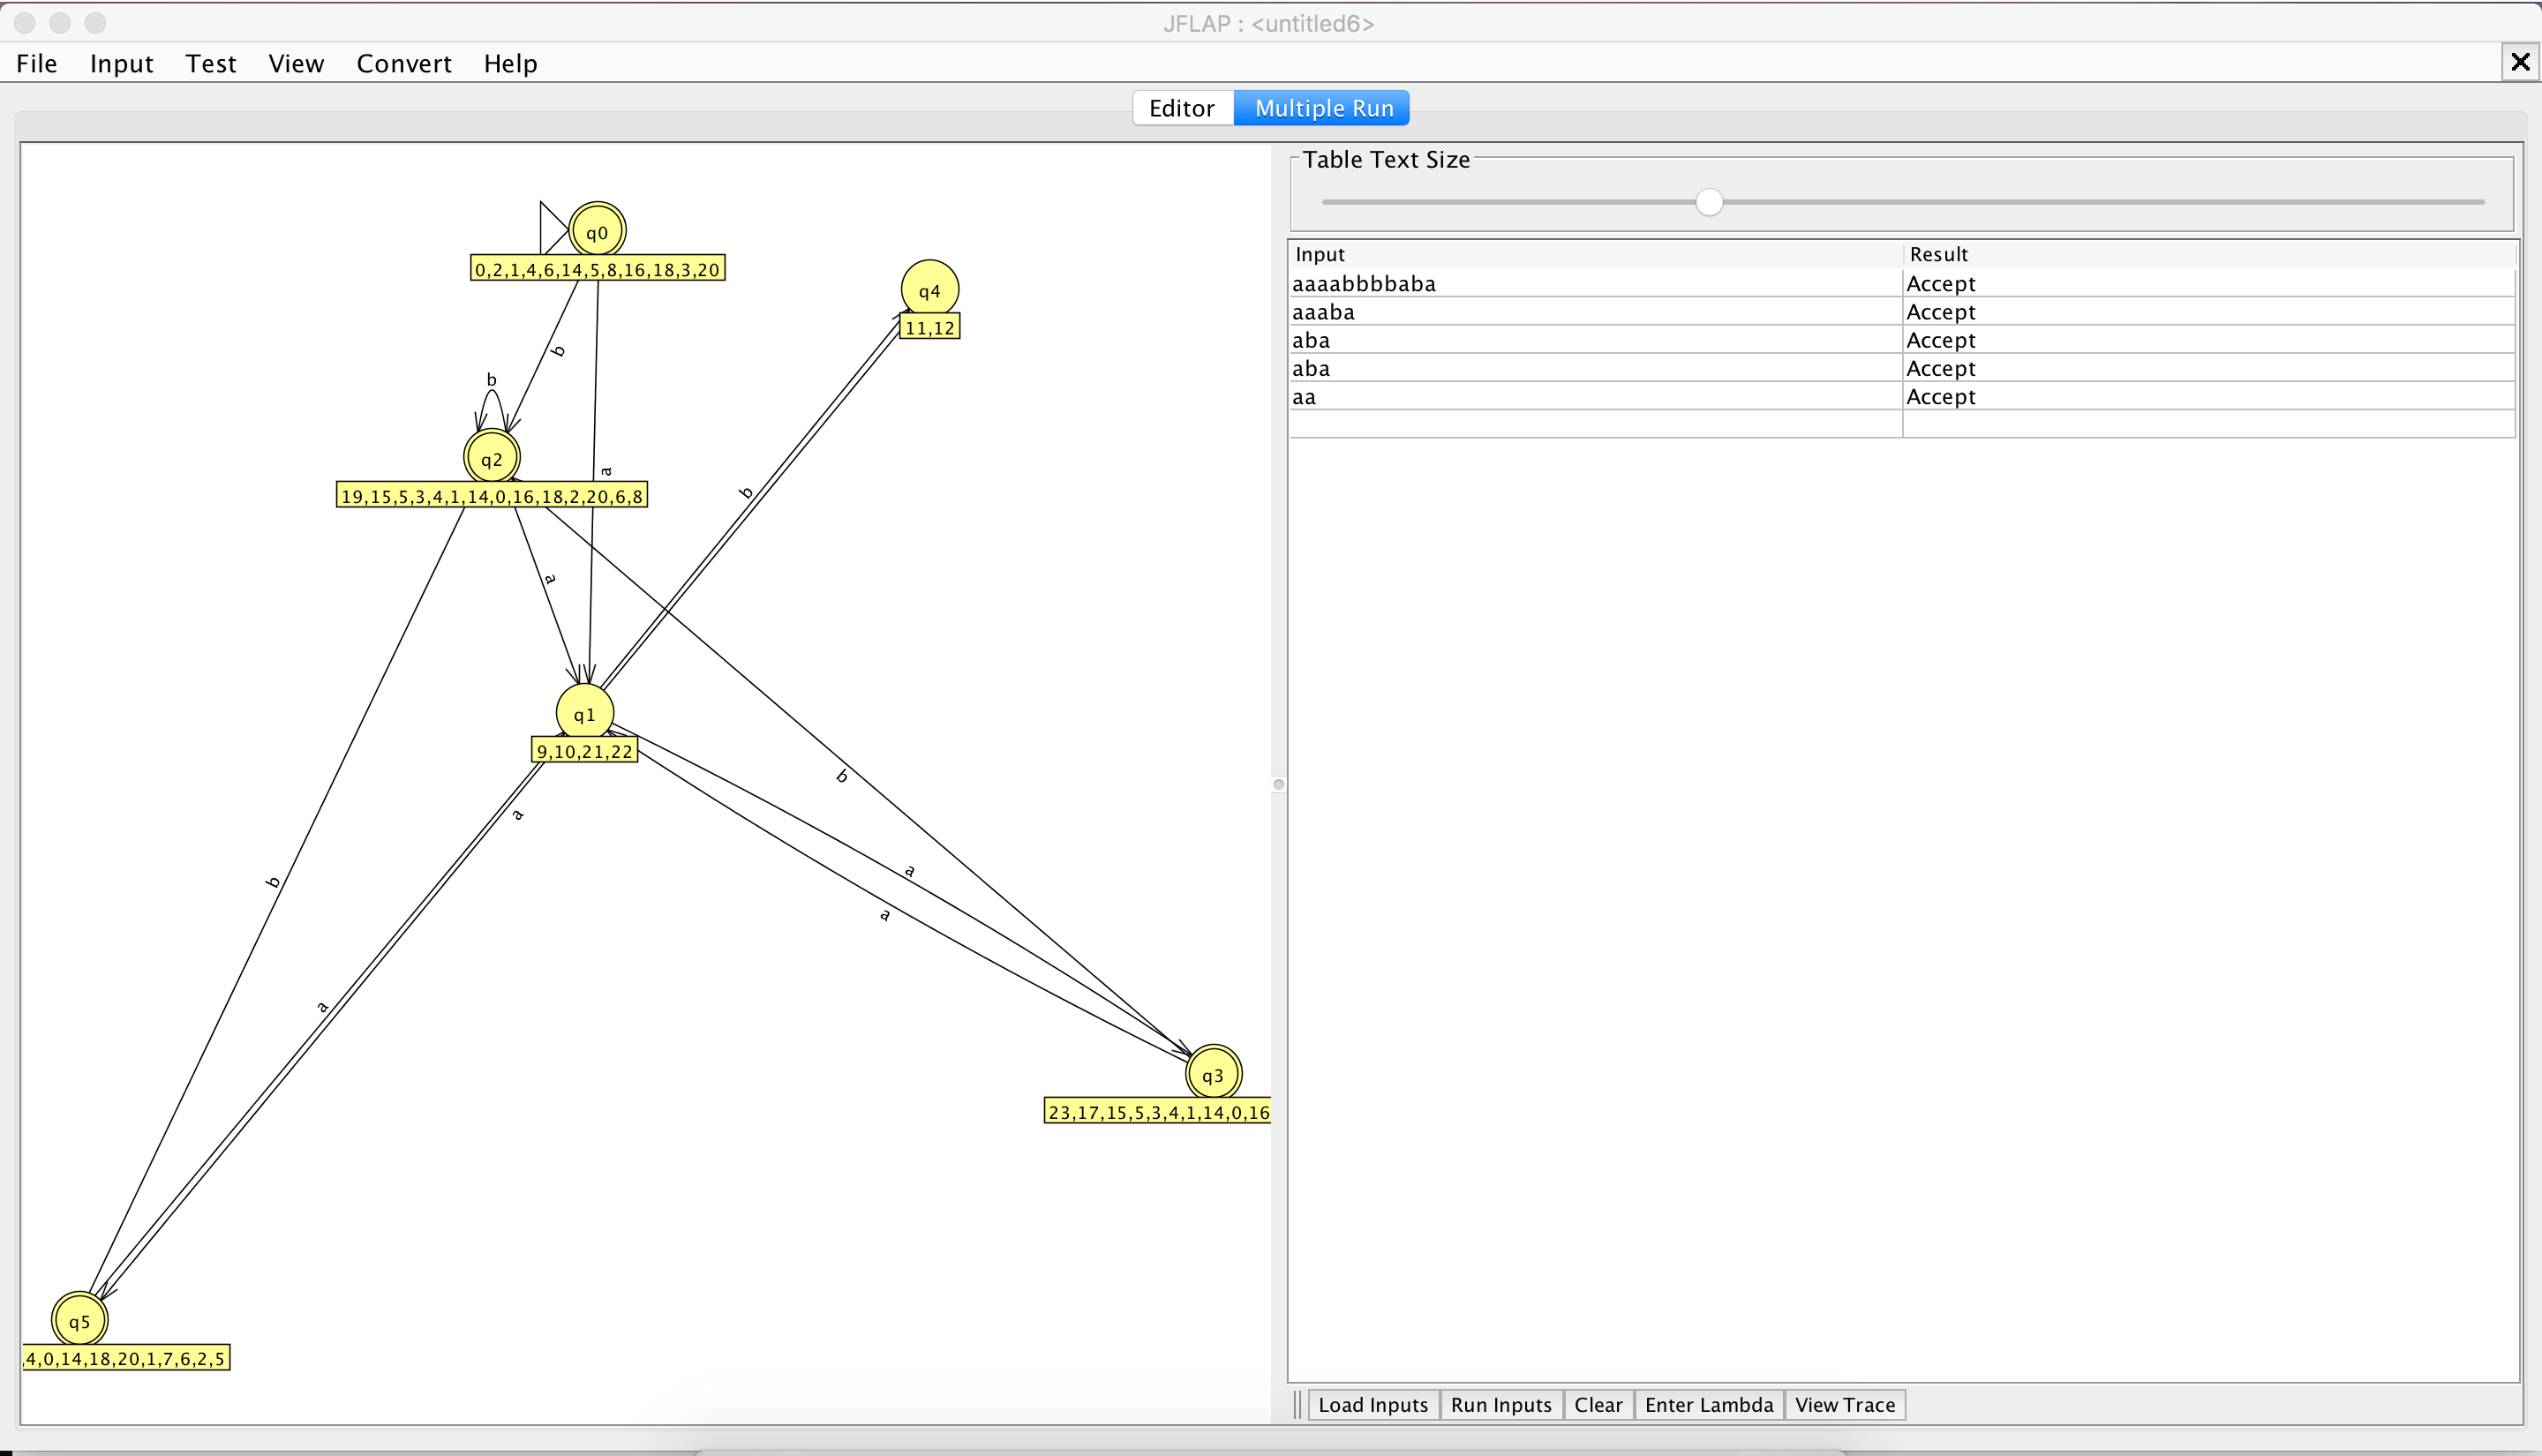 JFLAP : <untitled6>
File Input Test View Convert Help
Editor Multiple Run
Table Text Size
Input Result
aaaabbbbaba Accept
aaaba Accept
aba Accept
aba Accept
aa Accept
q0
0,2,1,4,6,14,5,8,16,18,3,20
q4
11,12
b
b
q2
19,15,5,3,4,1,14,0,16,18,2,20,6,8
a
b
a
q1
9,10,21,22
b
a
a
b
a
a
q3
23,17,15,5,3,4,1,14,0,16
q5
,4,0,14,18,20,1,7,6,2,5
Load Inputs Run Inputs Clear Enter Lambda View Trace